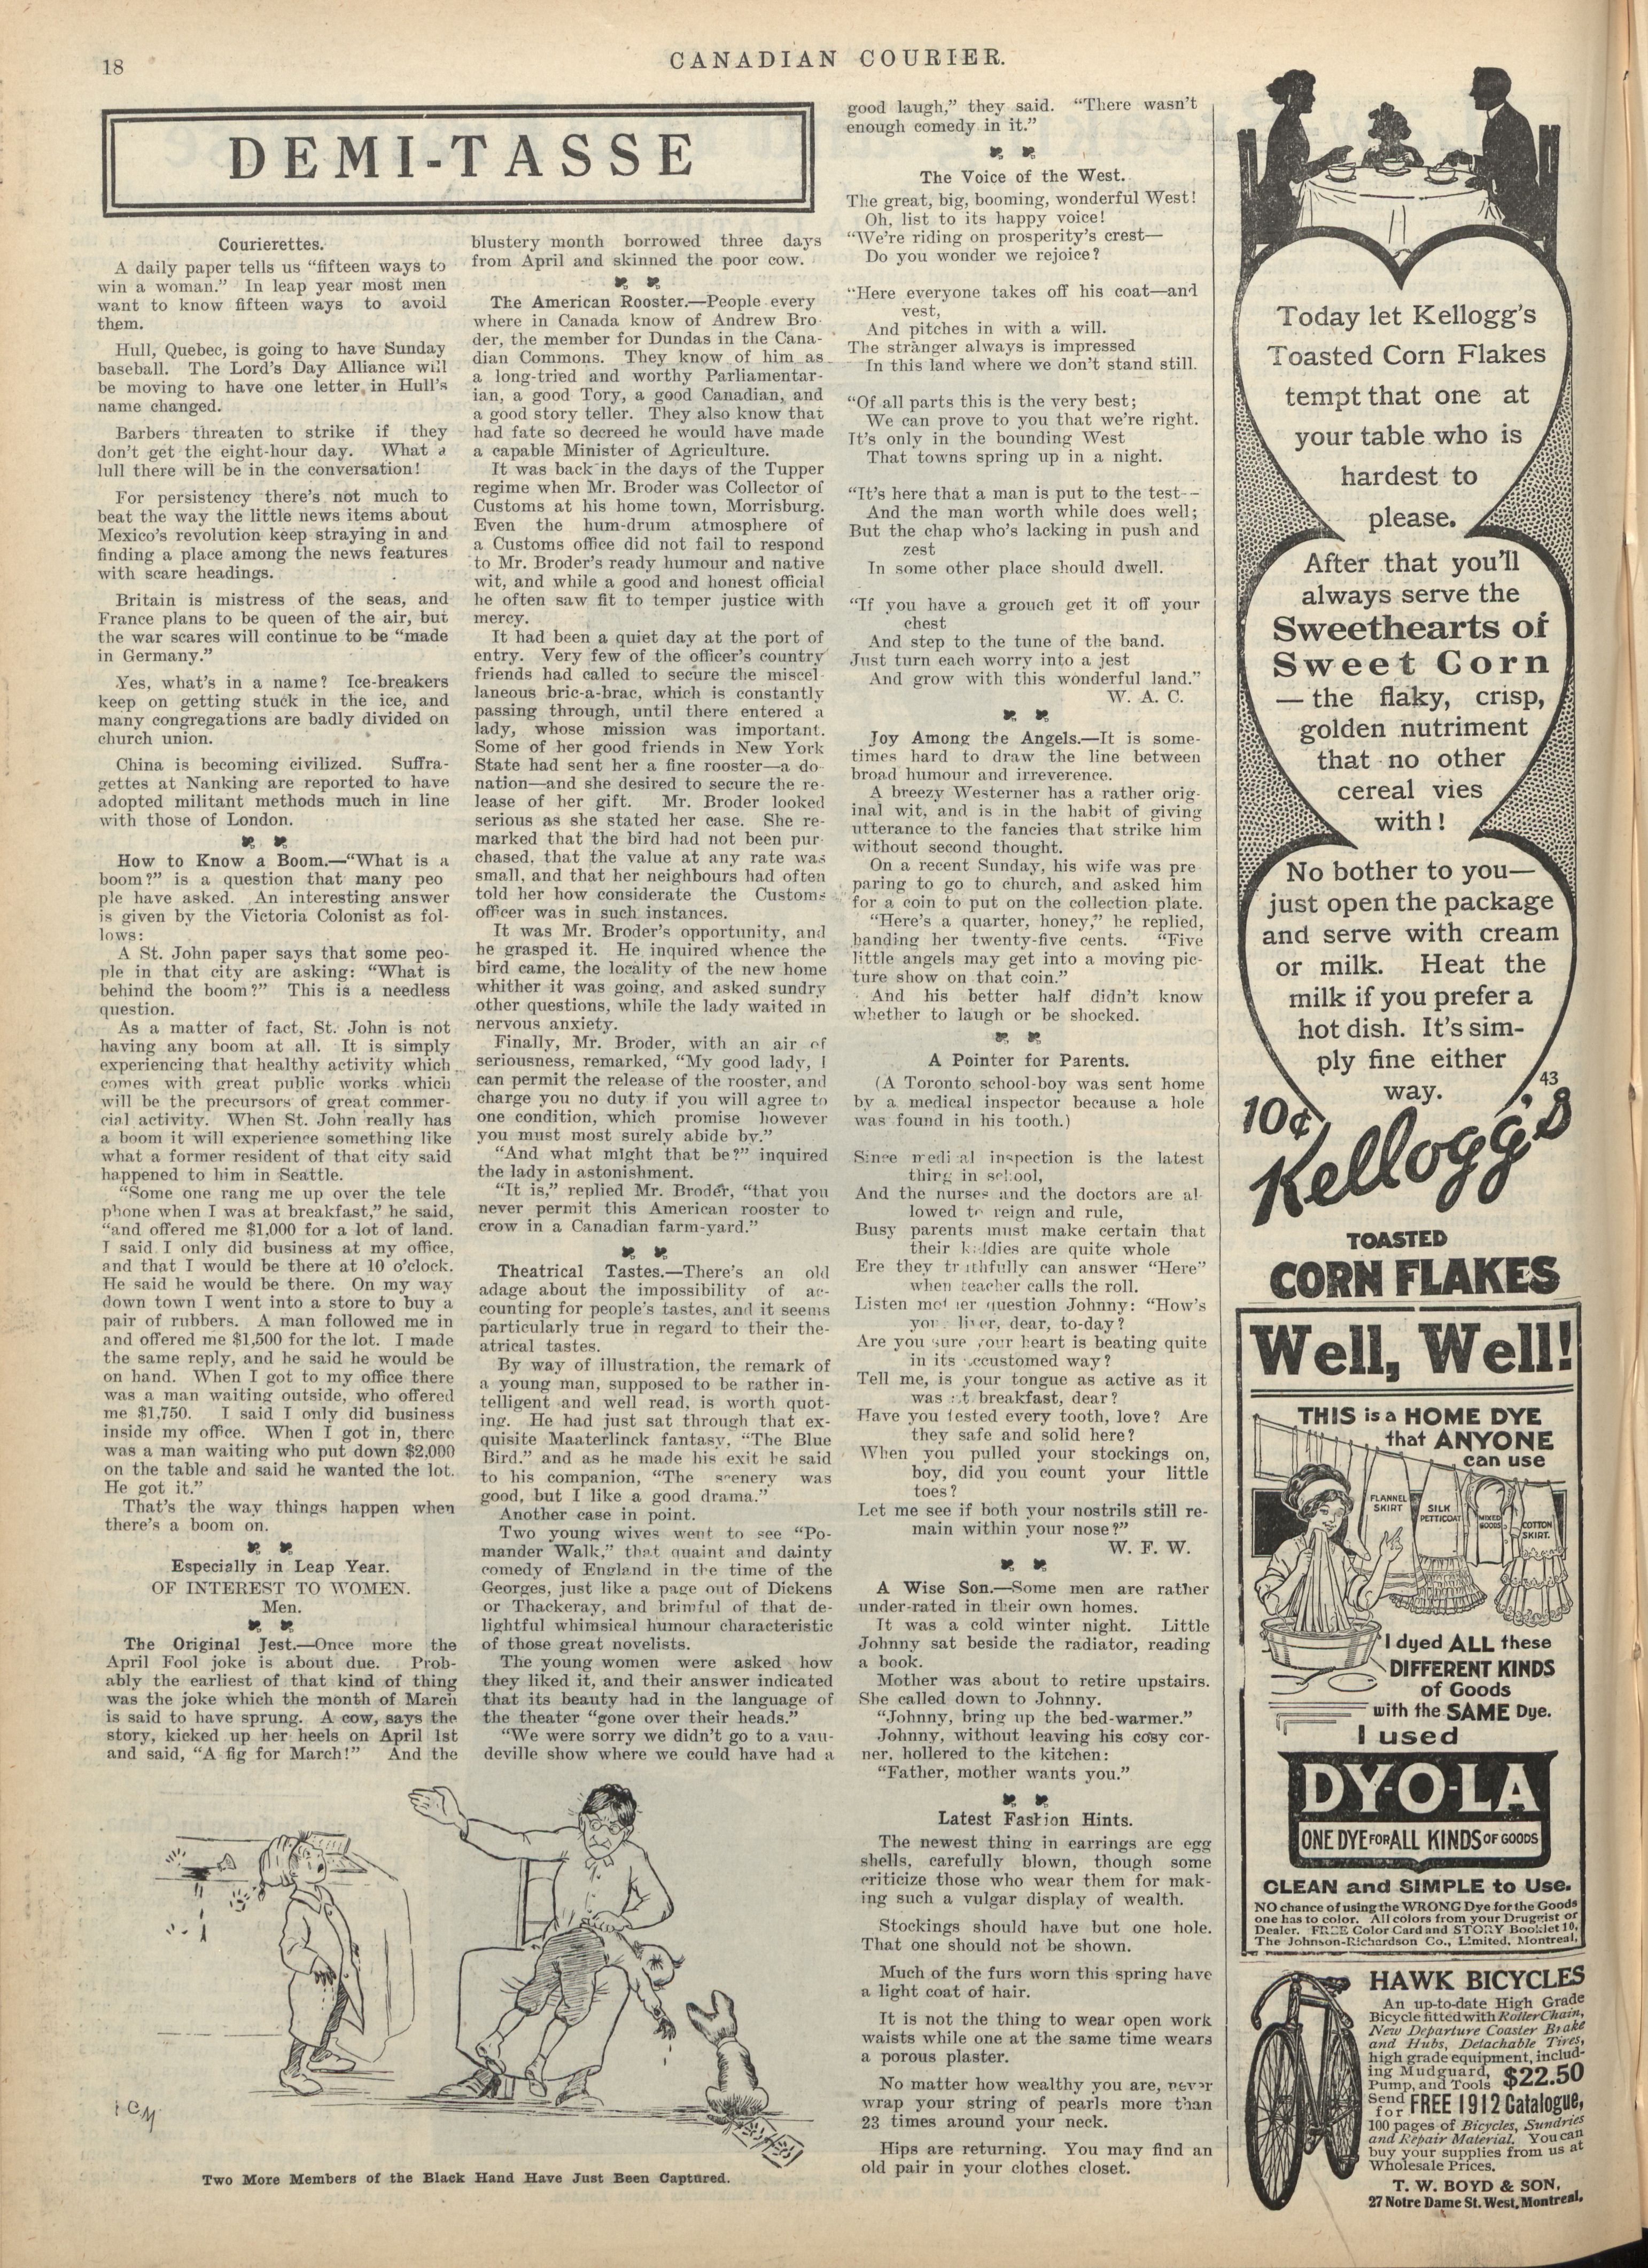 18
CANADIAN COURIER.
DEMI-TASSE
Courierettes.
A daily paper tells us “fifteen ways to
win a woman.” In leap year most men
want to know fifteen ways to avoid
them.
Hull, Quebec, is going to have Sunday
baseball. The Lord's Day Alliance will
be moving to have one letter in Hull's
name changed.
Barbers threaten to strike if they
don't get the eight-hour day. What a
lull there will be in the conversation!
For persistency there's not much to
beat the way the little news items about
Mexico's revolution keep straying in and
finding a place among the news features
with scare headings.
Britain is mistress of the seas, and
France plans to be queen of the air, but
the war scares will continue to be “made
in Germany.”
Yes, what's in a name? Ice-breakers
keep on getting stuck in the ice, and
many congregations are badly divided on
church union.
China is becoming civilized. Suffra-
gettes at Nanking are reported to have
adopted militant methods much in line
with those of London.
How to Know a Boom.—“What is a
boom?” is a question that many peo
ple have asked. An interesting answer
is given by the Victoria Colonist as fol-
lows:
A St. John paper says that some peo-
ple in that city are asking: “What is
behind the boom?” This is a needless
question.
As a matter of fact, St. John is not
having any boom at all. It is simply
experiencing that healthy activity which
comes with great public works which
will be the precursors of great commer-
cial activity. When St. John really has
a boom it will experience something like
what a former resident of that city said
happened to him in Seattle.
“Some one rang me up over the tele
phone when I was at breakfast,” he said,
“and offered me $1,000 for a lot of land.
I said I only did business at my office,
and that I would be there at 10 o'clock.
He said he would be there. On my way
down town I went into a store to buy a
pair of rubbers. A man followed me in
and offered me $1,500 for the lot. I made
the same reply, and he said he would be
on hand. When I got to my office there
was a man waiting outside, who offered
me $1,750. I said I only did business
inside my office. When I got in, there
was a man waiting who put down $2,000
on the table and said he wanted the lot.
He got it.”
That's the way things happen when
there's a boom on.
Especially in Leap Year.
OF INTEREST TO WOMEN.
Men.
The Original Jest.—Once more the
April Fool joke is about due. Prob-
ably the earliest of that kind of thing
was the joke which the month of March
is said to have sprung. A cow, says the
story, kicked up her heels on April 1st
and said, “A fig for March!” And the
blustery month borrowed three days
from April and skinned the poor cow.
The American Rooster.—People every
where in Canada know of Andrew Bro-
der, the member for Dundas in the Cana-
dian Commons. They know of him as
a long-tried and worthy Parliamentar-
ian, a good Tory, a good Canadian, and
a good story teller. They also know that
had fate so decreed he would have made
a capable Minister of Agriculture.
It was back in the days of the Tupper
regime when Mr. Broder was Collector of
Customs at his home town, Morrisburg.
Even the hum-drum atmosphere of
a Customs office did not fail to respond
to Mr. Broder's ready humour and native
wit, and while a good and honest official
he often saw fit to temper justice with
mercy.
It had been a quiet day at the port of
entry. Very few of the officer's country
friends had called to secure the miscel-
laneous bric-a-brac, which is constantly
passing through, until there entered a
lady, whose mission was important.
Some of her good friends in New York
State had sent her a fine rooster—a do-
nation—and she desired to secure the re-
lease of her gift. Mr. Broder looked
serious as she stated her case. She re-
marked that the bird had not been pur-
chased, that the value at any rate was
small, and that her neighbours had often
told her how considerate the Customs
officer was in such instances.
It was Mr. Broder's opportunity, and
he grasped it. He inquired whence the
bird came, the locality of the new home
whither it was going, and asked sundry
other questions, while the lady waited in
nervous anxiety.
Finally, Mr. Broder, with an air of
seriousness, remarked, “My good lady, I
can permit the release of the rooster, and
charge you no duty if you will agree to
one condition, which promise however
you must most surely abide by.”
“And what might that be?” inquired
the lady in astonishment.
“It is,” replied Mr. Broder, “that you
never permit this American rooster to
crow in a Canadian farm-yard.”
Theatrical Tastes.—There's an old
adage about the impossibility of ac-
counting for people's tastes, and it seems
particularly true in regard to their the-
atrical tastes.
By way of illustration, the remark of
a young man, supposed to be rather in-
telligent and well read, is worth quot-
ing. He had just sat through that ex-
quisite Maaterlinck fantasy, “The Blue
Bird.” and as he made his exit he said
to his companion, “The scenery was
good, but I like a good drama.”
Another case in point.
Two young wives went to see “Po-
mander Walk,” that quaint and dainty
comedy of England in the time of the
Georges, just like a page out of Dickens
or Thackeray, and brimful of that de-
lightful whimsical humour characteristic
of those great novelists.
The young women were asked how
they liked it, and their answer indicated
that its beauty had in the language of
the theater “gone over their heads.”
“We were sorry we didn't go to a vau-
deville show where we could have had a
good laugh,” they said. “There wasn't
enough comedy in it.”
The Voice of the West.
The great, big, booming, wonderful West!
Oh, list to its happy voice!
“We're riding on prosperity's crest—
Do you wonder we rejoice?
“Here everyone takes off his coat—and
vest,
And pitches in with a will.
The stranger always is impressed
In this land where we don't stand still.
“Of all parts this is the very best;
We can prove to you that we're right.
It's only in the bounding West
That towns spring up in a night.
“It's here that a man is put to the test--
And the man worth while does well;
But the chap who's lacking in push and
zest
In some other place should dwell.
“If you have a grouch get it off your
chest
And step to the tune of the band.
Just turn each worry into a jest
And grow with this wonderful land.”
W. A. C.
Joy Among the Angels.—It is some-
times hard to draw the line between
broad humour and irreverence.
A breezy Westerner has a rather orig-
inal wit, and is in the habit of giving
utterance to the fancies that strike him
without second thought.
On a recent Sunday, his wife was pre
paring to go to church, and asked him
for a coin to put on the collection plate.
“Here's a quarter, honey,” he replied,
handing her twenty-five cents. “Five
little angels may get into a moving pic-
ture show on that coin.”
And his better half didn't know
whether to laugh or be shocked.
A Pointer for Parents.
(A Toronto school-boy was sent home
by a medical inspector because a hole
was found in his tooth.)
Since medical inspection is the latest
thing in school,
And the nurses and the doctors are al-
lowed to reign and rule,
Busy parents must make certain that
their kiddies are quite whole
Ere they truthfully can answer “Here”
when teacher calls the roll.
Listen mother question Johnny: “How's
your liver, dear, to-day?
Are you sure your heart is beating quite
in its accustomed way?
Tell me, is your tongue as active as it
was at breakfast, dear?
Have you tested every tooth, love? Are
they safe and solid here?
When you pulled your stockings on,
boy, did you count your little
toes?
Let me see if both your nostrils still re-
main within your nose?”
W. F. W.
A Wise Son.—Some men are rather
under-rated in their own homes.
It was a cold winter night. Little
Johnny sat beside the radiator, reading
a book.
Mother was about to retire upstairs.
She called down to Johnny.
“Johnny, bring up the bed-warmer.”
Johnny, without leaving his cosy cor-
ner, hollered to the kitchen:
“Father, mother wants you.”
Latest Fashion Hints.
The newest thing in earrings are egg
shells, carefully blown, though some
criticize those who wear them for mak-
ing such a vulgar display of wealth.
Stockings should have but one hole.
That one should not be shown.
Much of the furs worn this spring have
a light coat of hair.
It is not the thing to wear open work
waists while one at the same time wears
a porous plaster.
No matter how wealthy you are, never
wrap your string of pearls more than
23 times around your neck.
Hips are returning. You may find an
old pair in your clothes closet.
ICM
Two More Members of the Black Hand Have Just Been Captured.
Today let Kellogg's
Toasted Corn Flakes
tempt that one at
your table who is
hardest to
please.
After that you'll
always serve the
Sweethearts of
Sweet Corn
— the flaky, crisp,
golden nutriment
that no other
cereal vies
with!
No bother to you—
just open the package
and serve with cream
or milk. Heat the
milk if you prefer a
hot dish. It's sim-
ply fine either
way.
43
10¢
Kellogg's
TOASTED
CORN FLAKES
Well, Well!
THIS is a HOME DYE
that ANYONE
can use
FLANNEL
SKIRT
SILK
PETTICOAT
MIXED
GOODS
COTTON
SKIRT.
I dyed ALL these
DIFFERENT KINDS
of Goods
with the SAME Dye.
I used
DY-O-LA
ONE DYE FOR ALL KINDS OF GOODS
CLEAN and SIMPLE to Use.
NO chance of using the WRONG Dye for the Goods
one has to color. All colors from your Druggist or
Dealer. FREE Color Card and STORY Booklet 10,
The Johnson-Richardson Co., Limited, Montreal,
HAWK BICYCLES
An up-to-date High Grade
Bicycle fitted with Roller Chain,
New Departure Coaster Brake
and Hubs, Detachable Tires,
high grade equipment, includ-
ing Mudguard,
Pump, and Tools $22.50
Send for FREE 1912 Catalogue,
100 pages of Bicycles, Sundries
and Repair Material. You can
buy your supplies from us at
Wholesale Prices.
T. W. BOYD & SON,
27 Notre Dame St. West, Montreal.